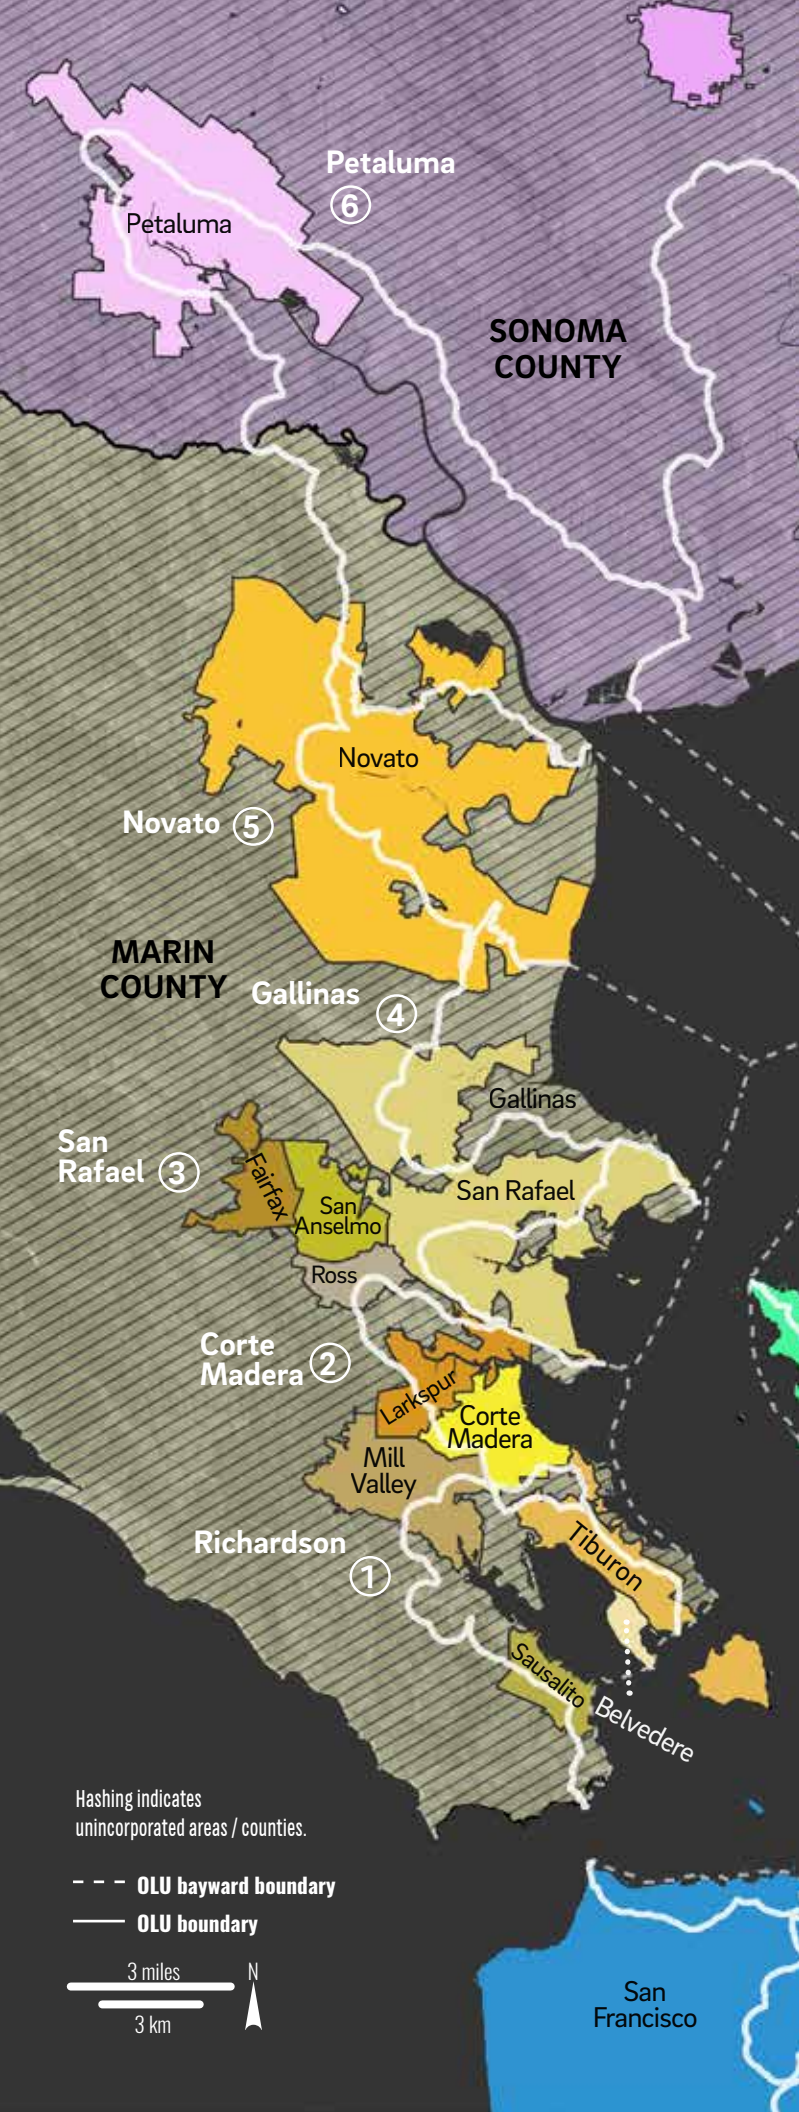 Petaluma
6
Petaluma
SONOMA
COUNTY
Novato
Novato
5
MARIN
COUNTY
Gallinas
4
Gallinas
San
Rafael
3
Fairfax
San
Anselmo
San Rafael
Ross
Corte
Madera
2
Larkspur
Corte
Madera
Mill
Valley
Richardson
1
Tiburon
Sausalito
Belvedere
Hashing indicates
unincorporated areas / counties.
OLU bayward boundary
OLU boundary
3 miles
N
3 km
San
Francisco